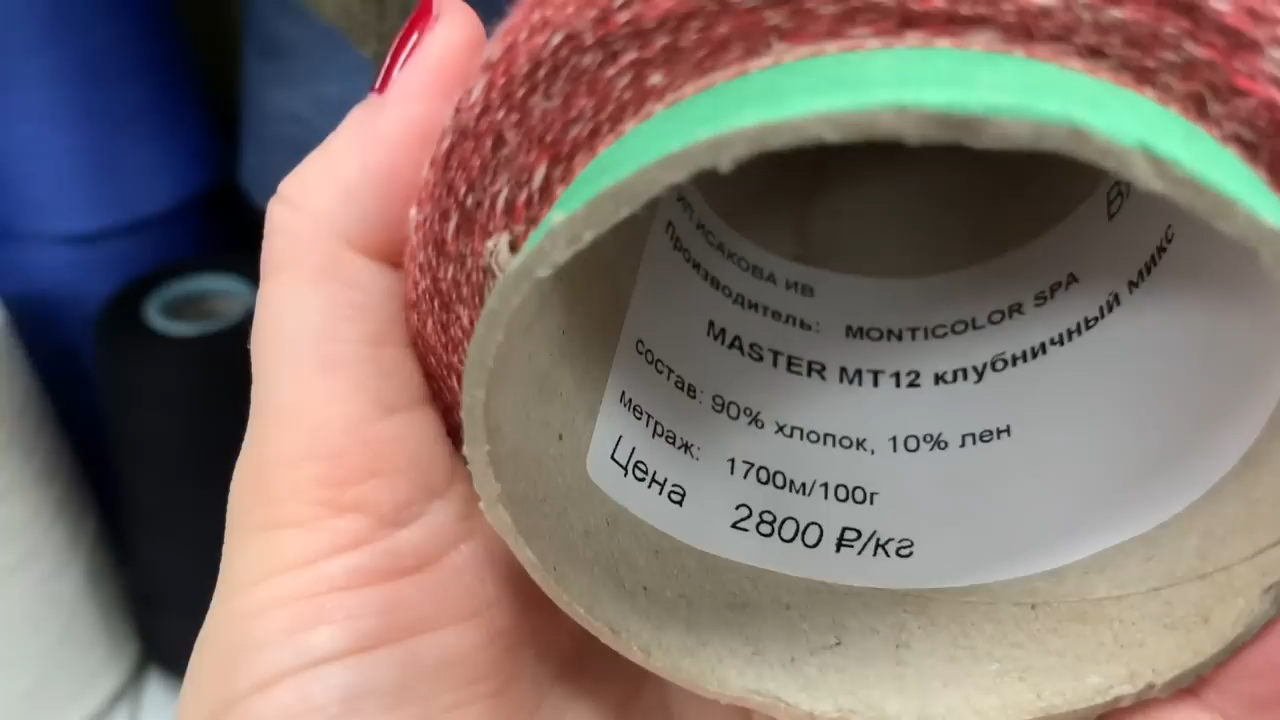 ИП ИСАКОВА ИВ
Производитель: MONTICOLOR SPA
MASTER MT12 клубничный микс
состав: 90% хлопок, 10% лен
метраж: 1700м/100г
Цена 2800 ₽/кг